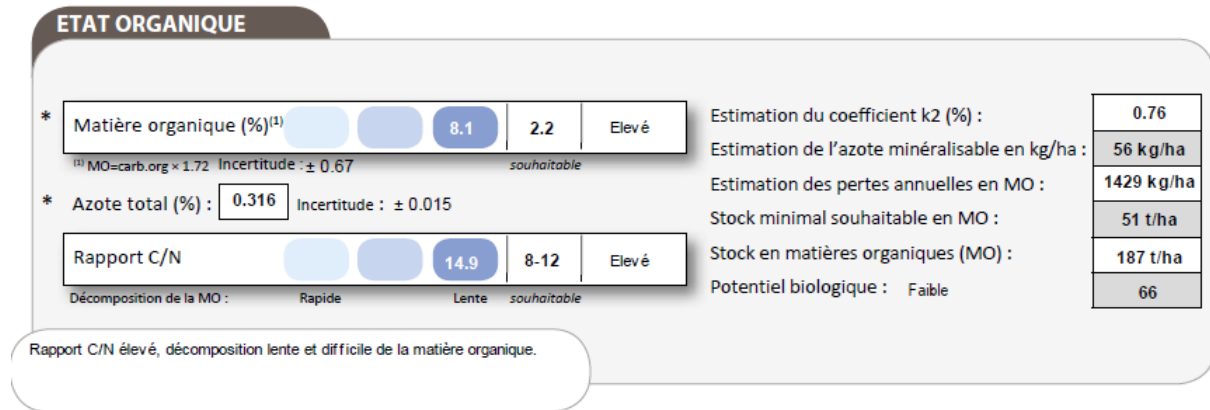 ETAT ORGANIQUE
* Matière organique (%)(1) 8.1 2.2 Elevé
(1) MO=carb.org × 1.72 Incertitude : ± 0.67 souhaitable
* Azote total (%) : 0.316 Incertitude : ± 0.015
Rapport C/N 14.9 8-12 Elevé
Décomposition de la MO : Rapide Lente souhaitable
Estimation du coefficient k2 (%) : 0.76
Estimation de l'azote minéralisable en kg/ha : 56 kg/ha
Estimation des pertes annuelles en MO : 1429 kg/ha
Stock minimal souhaitable en MO : 51 t/ha
Stock en matières organiques (MO) : 187 t/ha
Potentiel biologique : Faible 66
Rapport C/N élevé, décomposition lente et difficile de la matière organique.